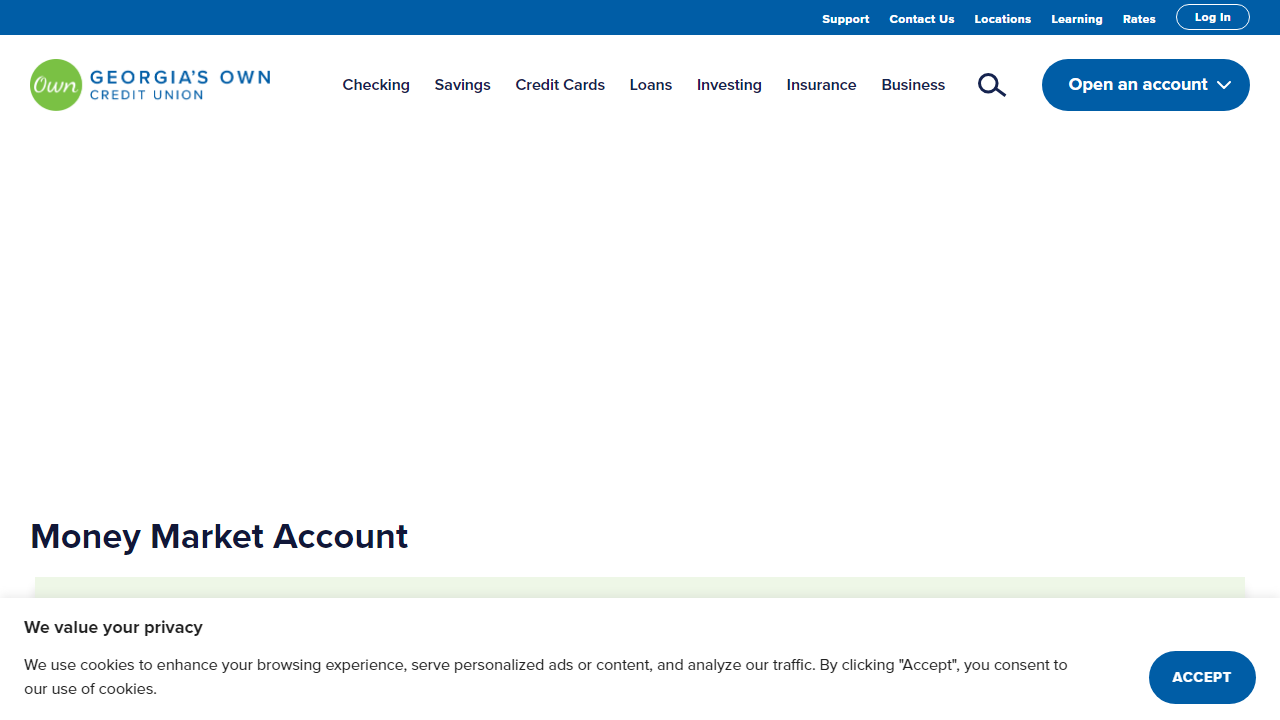 Support Contact Us Locations Learning Rates Log In
Own GEORGIA'S OWN
CREDIT UNION
Checking Savings Credit Cards Loans Investing Insurance Business Open an account
Money Market Account
We value your privacy
We use cookies to enhance your browsing experience, serve personalized ads or content, and analyze our traffic. By clicking "Accept", you consent to
our use of cookies.
ACCEPT